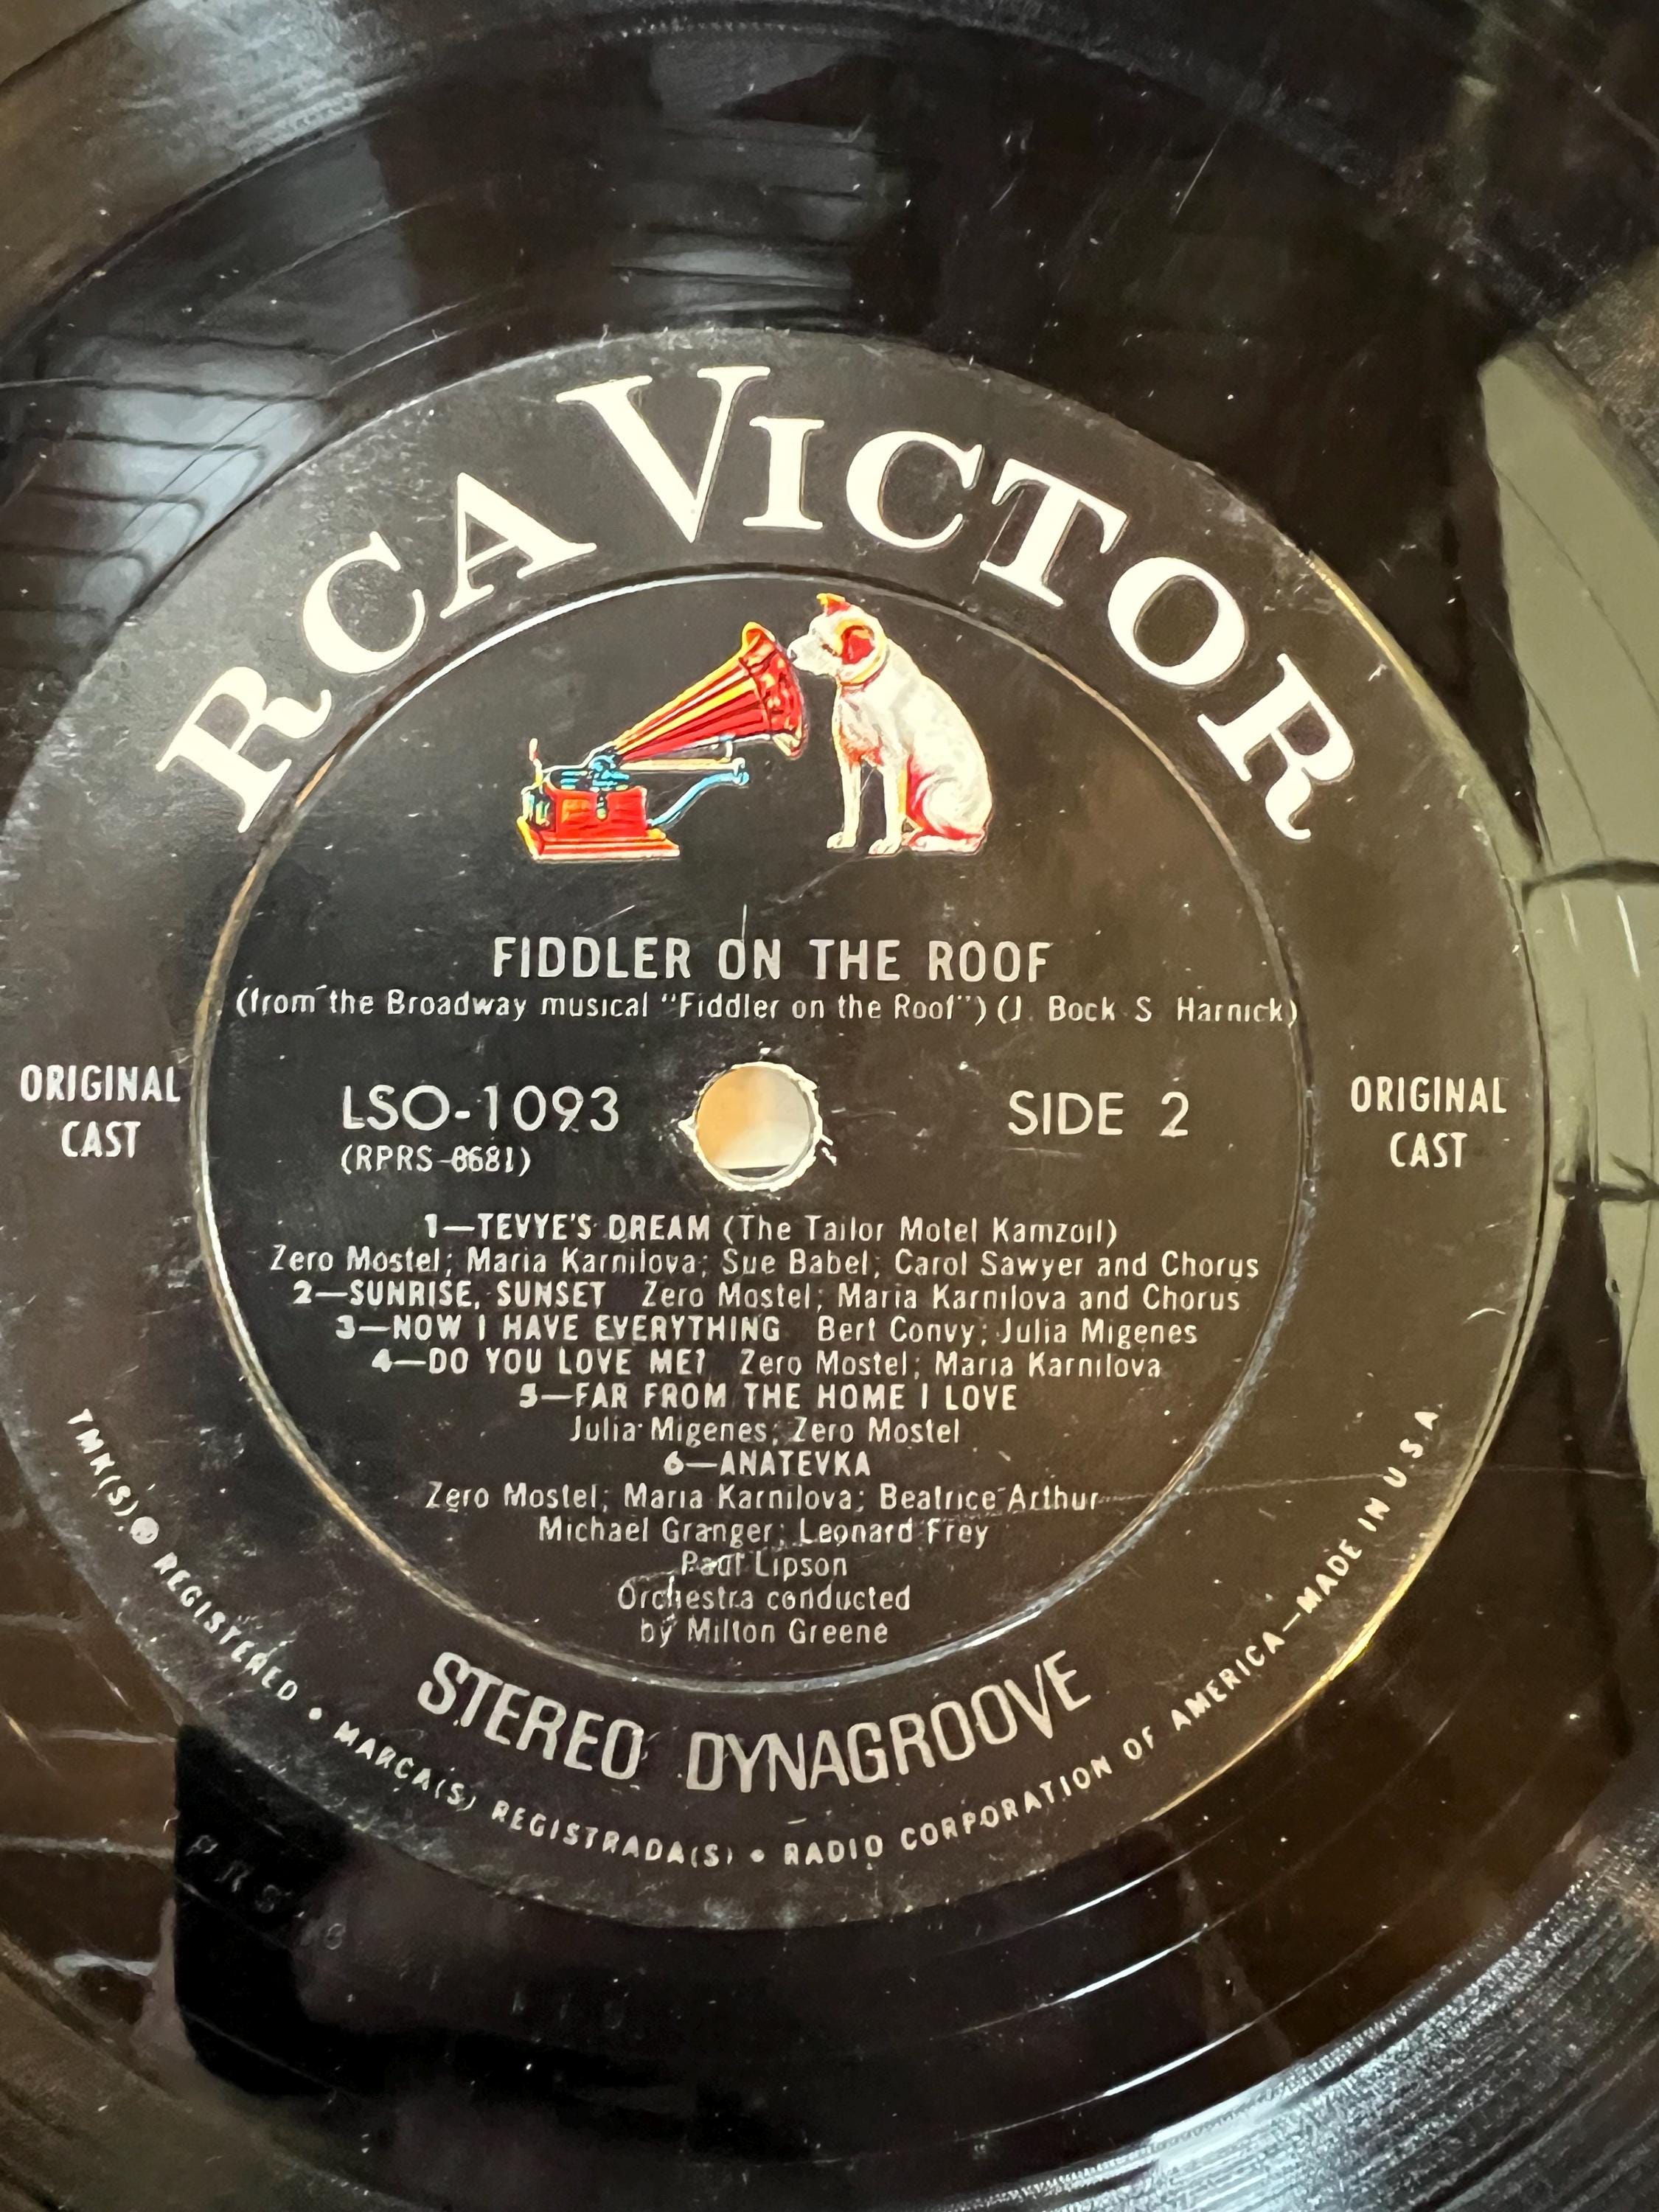 RCA VICTOR
FIDDLER ON THE ROOF
(from the Broadway musical "Fiddler on the Roof") (J. Bock-S. Harnick)
ORIGINAL
CAST
LSO-1093
(RPRS-8681)
SIDE 2
ORIGINAL
CAST
1—TEVYE'S DREAM (The Tailor Motel Kamzoil)
Zero Mostel; Maria Karnilova; Sue Babel; Carol Sawyer and Chorus
2—SUNRISE, SUNSET Zero Mostel; Maria Karnilova and Chorus
3—NOW I HAVE EVERYTHING Bert Convy; Julia Migenes
4—DO YOU LOVE ME? Zero Mostel; Maria Karnilova
5—FAR FROM THE HOME I LOVE
Julia Migenes; Zero Mostel
6—ANATEVKA
Zero Mostel; Maria Karnilova; Beatrice Arthur
Michael Granger; Leonard Frey
Paul Lipson
Orchestra conducted
by Milton Greene
STEREO DYNAGROOVE
TMK(S) ® REGISTERED • MARCA(S) REGISTRADA(S) • RADIO CORPORATION OF AMERICA—MADE IN U.S.A.